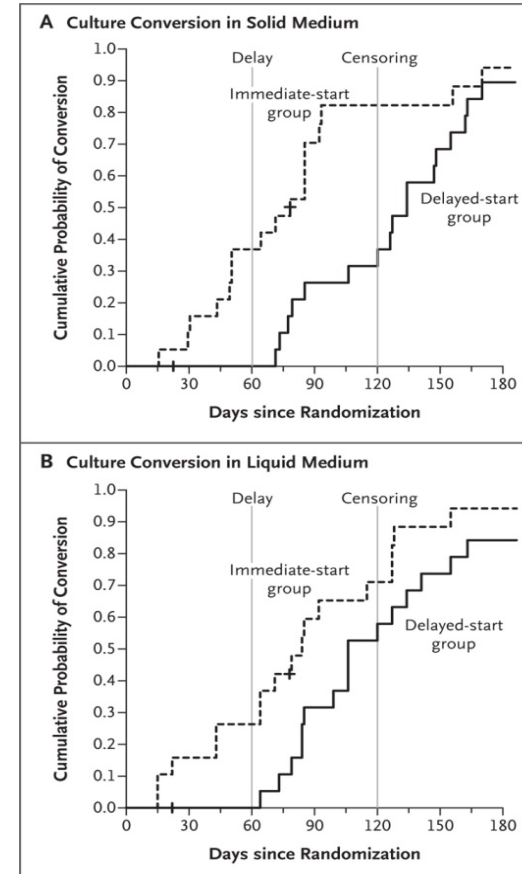 A Culture Conversion in Solid Medium
Cumulative Probability of Conversion
1.0
0.9
0.8
0.7
0.6
0.5
0.4
0.3
0.2
0.1
0.0
Delay
Censoring
Immediate-start
group
Delayed-start
group
0 30 60 90 120 150 180
Days since Randomization
B Culture Conversion in Liquid Medium
Cumulative Probability of Conversion
1.0
0.9
0.8
0.7
0.6
0.5
0.4
0.3
0.2
0.1
0.0
Delay
Censoring
Immediate-start
group
Delayed-start
group
0 30 60 90 120 150 180
Days since Randomization